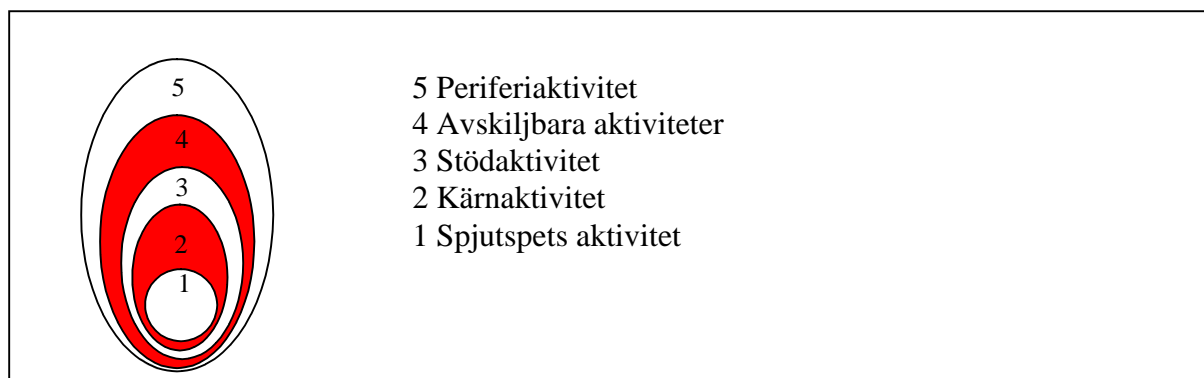 5
4
3
2
1
5 Periferiaktivitet
4 Avskiljbara aktiviteter
3 Stödaktivitet
2 Kärnaktivitet
1 Spjutspets aktivitet